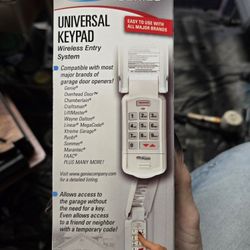 UNIVERSAL
KEYPAD
Wireless Entry
System
EASY TO USE WITH
ALL MAJOR BRANDS
Compatible with most
major brands of
garage door openers!
Genie®
Overhead Door™
Chamberlain®
Craftsman®
LiftMaster®
Wayne Dalton®
Linear® MegaCode®
Xtreme Garage®
Ryobi®
Sommer®
Marantec®
FAAC®
PLUS MANY MORE!
Visit www.geniecompany.com
for a detailed listing.
Allows access to
the garage without
the need for a key.
Even allows access
to a friend or neighbor
with a temporary code!